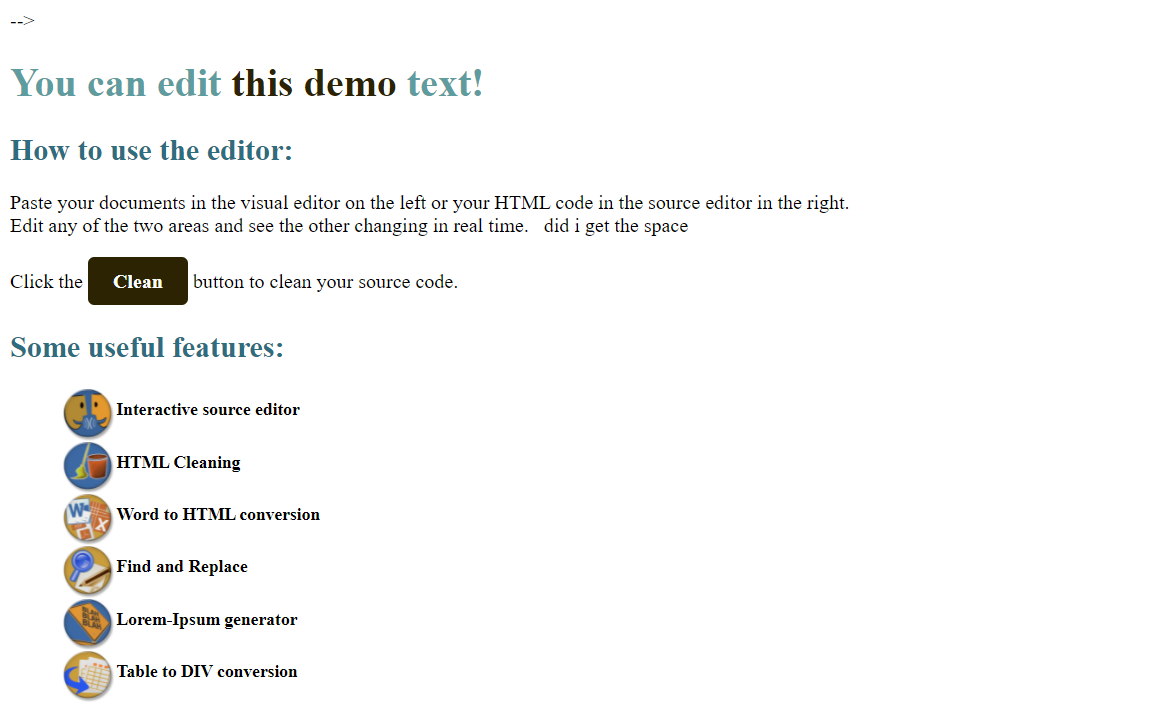 -->
You can edit this demo text!
How to use the editor:
Paste your documents in the visual editor on the left or your HTML code in the source editor in the right.
Edit any of the two areas and see the other changing in real time.   did i get the space
Click the Clean button to clean your source code.
Some useful features:
Interactive source editor
HTML Cleaning
W Word to HTML conversion
X
Find and Replace
BLAH BLAH BLAH Lorem-Ipsum generator
Table to DIV conversion